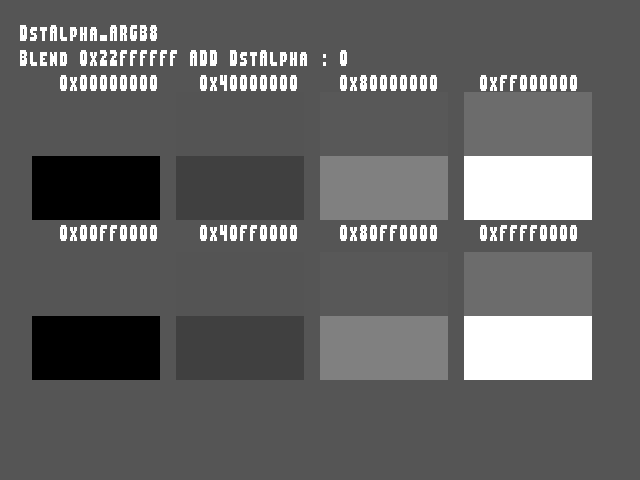 DstAlpha_ARGB8
Blend 0x22ffffff ADD DstAlpha : 0
0x00000000 0x40000000 0x80000000 0xff000000
0x00ff0000 0x40ff0000 0x80ff0000 0xffff0000